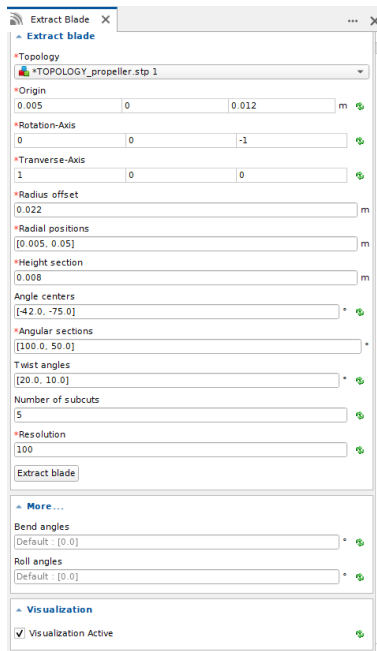 Extract Blade
Extract blade
*Topology
*TOPOLOGY_propeller.stp 1
*Origin
0.005 0 0.012 m
*Rotation-Axis
0 0 -1
*Tranverse-Axis
1 0 0
*Radius offset
0.022 m
*Radial positions
[0.005, 0.05] m
*Height section
0.008 m
Angle centers
[-42.0, -75.0] °
*Angular sections
[100.0, 50.0] °
Twist angles
[20.0, 10.0] °
Number of subcuts
5
*Resolution
100
Extract blade
More...
Bend angles
Default : [0.0] °
Roll angles
Default : [0.0] °
Visualization
Visualization Active